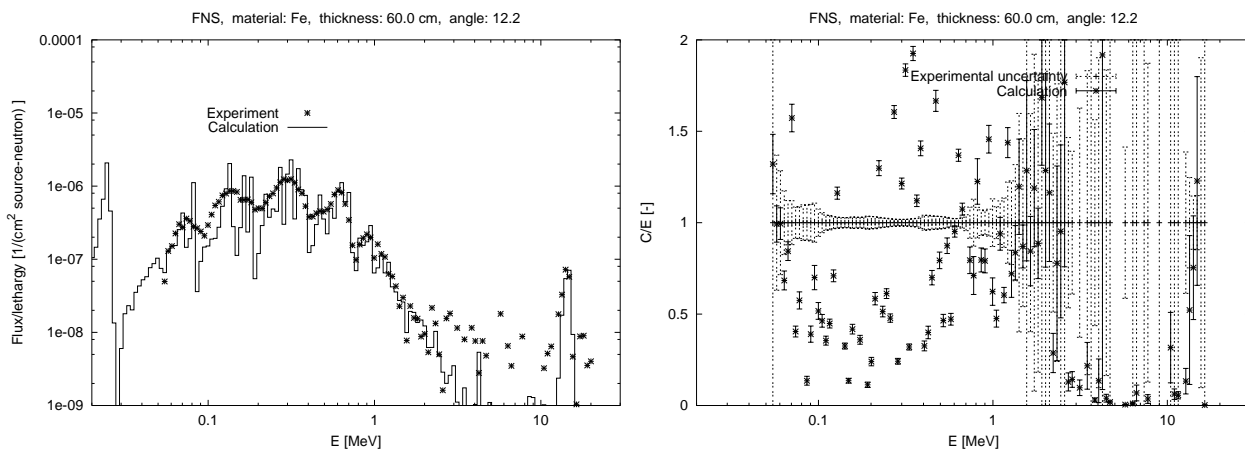 FNS, material: Fe, thickness: 60.0 cm, angle: 12.2
Flux/lethargy [1/(cm2 source-neutron) ]
0.0001
1e-05
1e-06
1e-07
1e-08
1e-09
Experiment
Calculation
0.1
1
10
E [MeV]
FNS, material: Fe, thickness: 60.0 cm, angle: 12.2
C/E [-]
2
1.5
1
0.5
0
Experimental uncertainty
Calculation
0.1
1
10
E [MeV]